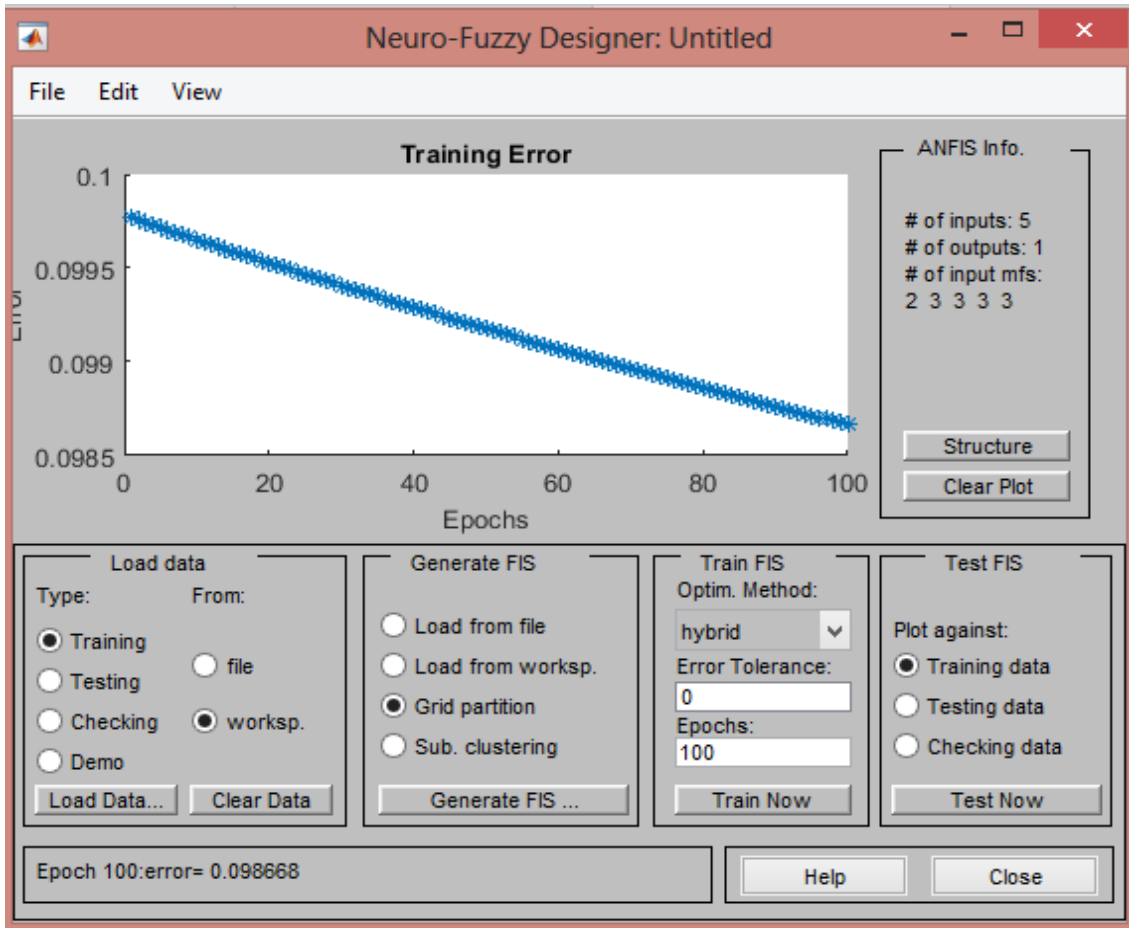 Neuro-Fuzzy Designer: Untitled
File Edit View
Training Error
0.1
0.0995
0.099
0.0985
0 20 40 60 80 100
Epochs
ANFIS Info.
# of inputs: 5
# of outputs: 1
# of input mfs:
2 3 3 3 3
Structure
Clear Plot
Load data
Type: From:
Training
Testing
Checking
Demo
file
worksp.
Load Data... Clear Data
Generate FIS
Load from file
Load from worksp.
Grid partition
Sub. clustering
Generate FIS ...
Train FIS
Optim. Method:
hybrid
Error Tolerance:
0
Epochs:
100
Train Now
Test FIS
Plot against:
Training data
Testing data
Checking data
Test Now
Epoch 100:error= 0.098668
Help
Close